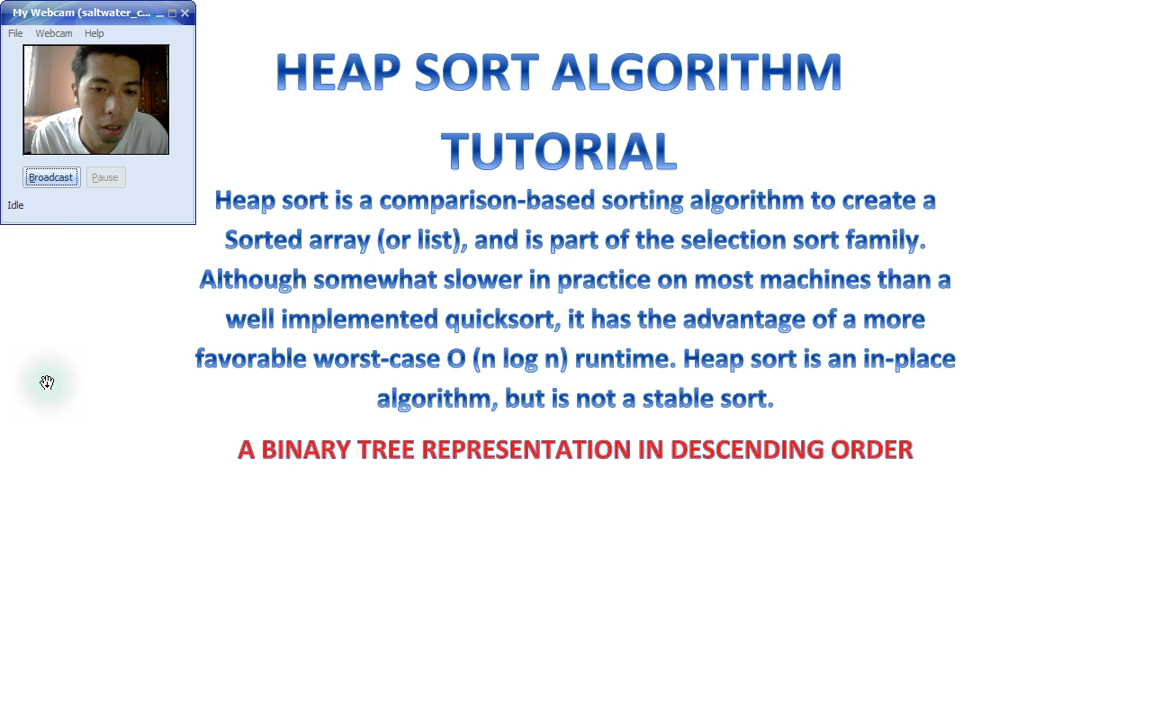 My Webcam (saltwater_c...
File Webcam Help
Broadcast Pause
Idle
HEAP SORT ALGORITHM
TUTORIAL
Heap sort is a comparison-based sorting algorithm to create a
Sorted array (or list), and is part of the selection sort family.
Although somewhat slower in practice on most machines than a
well implemented quicksort, it has the advantage of a more
favorable worst-case O (n log n) runtime. Heap sort is an in-place
algorithm, but is not a stable sort.
A BINARY TREE REPRESENTATION IN DESCENDING ORDER